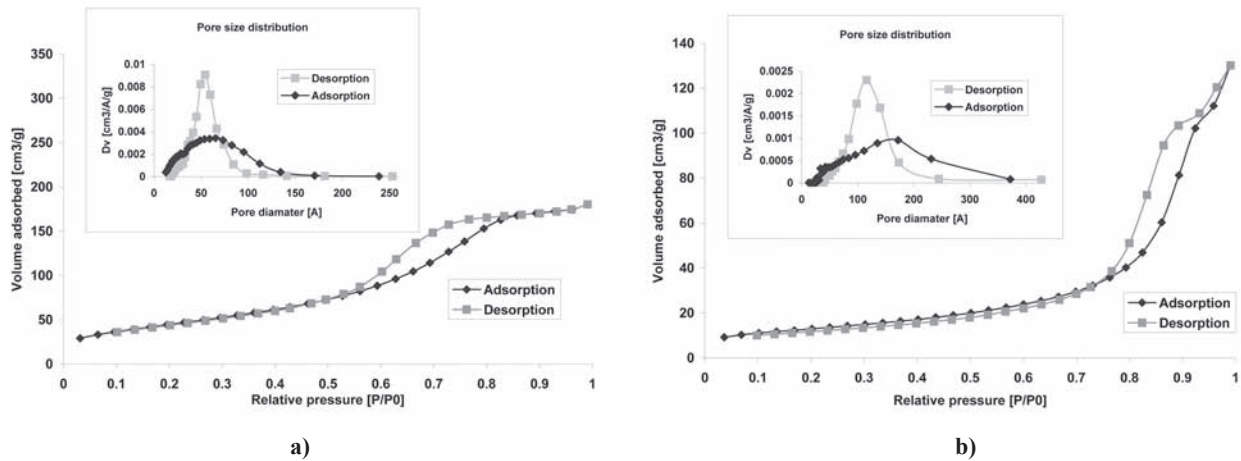 350
300
250
200
150
100
50
0
Volume adsorbed [cm3/g]
0 0.1 0.2 0.3 0.4 0.5 0.6 0.7 0.8 0.9 1
Relative pressure [P/P0]
Adsorption
Desorption
Pore size distribution
0.01
0.008
0.006
0.004
0.002
0
Dv [cm3/A/g]
0 50 100 150 200 250
Pore diamater [A]
Desorption
Adsorption
a)
140
120
100
80
60
40
20
0
Volume adsorbed [cm3/g]
0 0.1 0.2 0.3 0.4 0.5 0.6 0.7 0.8 0.9 1
Relative pressure [P/P0]
Adsorption
Desorption
Pore size distribution
0.0025
0.002
0.0015
0.001
0.0005
0
Dv [cm3/A/g]
0 100 200 300 400
Pore diamater [A]
Desorption
Adsorption
b)